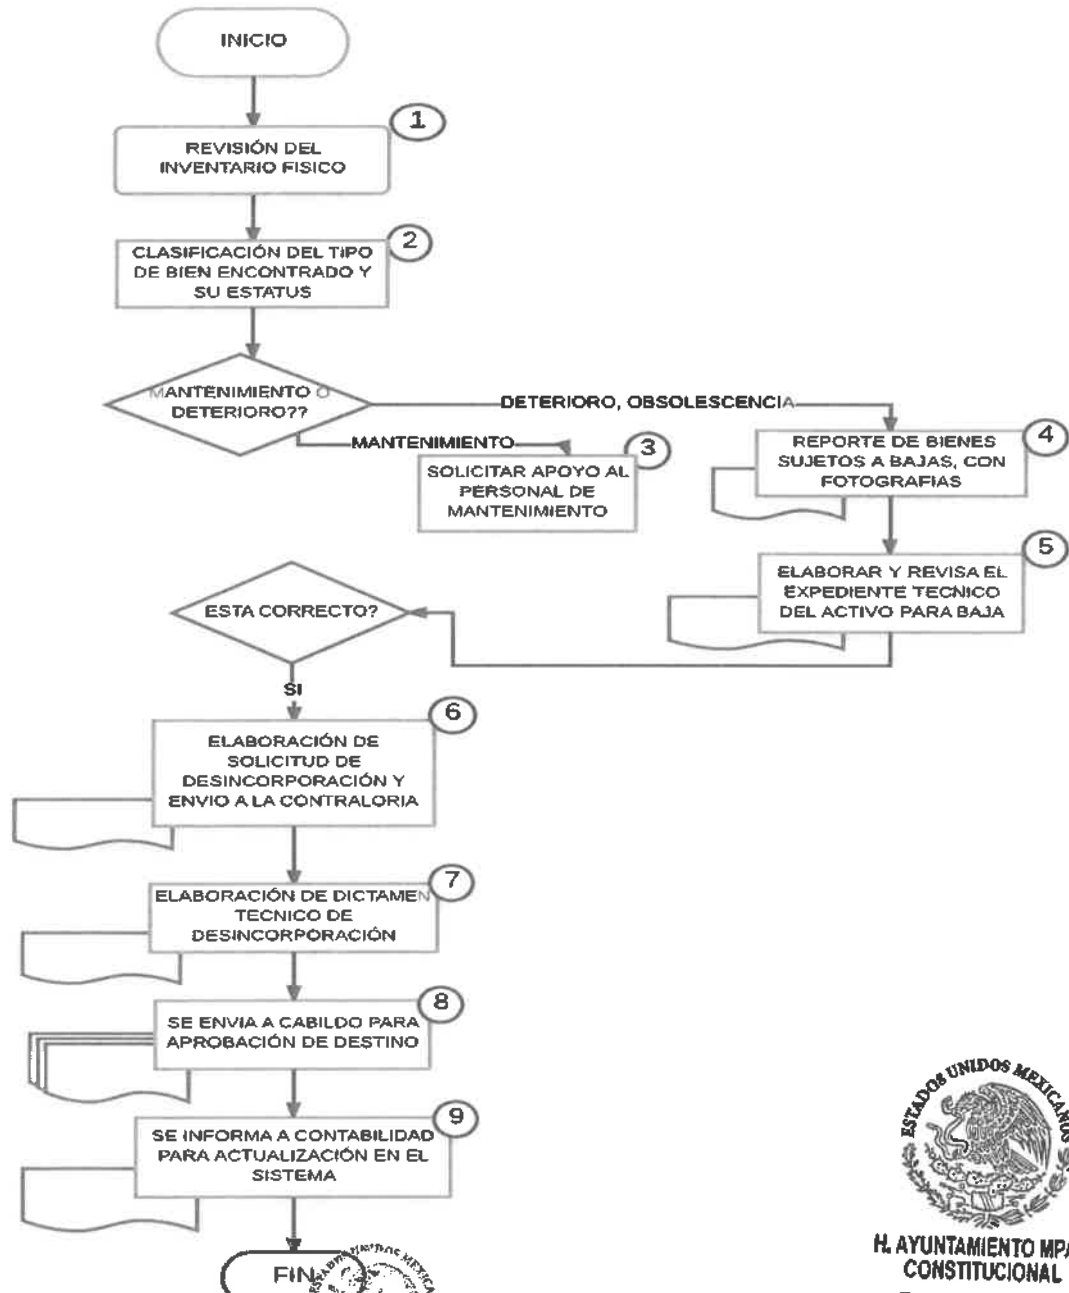 INICIO
1
REVISIÓN DEL
INVENTARIO FISICO
2
CLASIFICACIÓN DEL TIPO
DE BIEN ENCONTRADO Y
SU ESTATUS
MANTENIMIENTO O
DETERIORO??
DETERIORO, OBSOLESCENCIA
MANTENIMIENTO
3
SOLICITAR APOYO AL
PERSONAL DE
MANTENIMIENTO
4
REPORTE DE BIENES
SUJETOS A BAJAS, CON
FOTOGRAFIAS
5
ELABORAR Y REVISA EL
EXPEDIENTE TECNICO
DEL ACTIVO PARA BAJA
ESTA CORRECTO?
SI
6
ELABORACIÓN DE
SOLICITUD DE
DESINCORPORACIÓN Y
ENVIO A LA CONTRALORIA
7
ELABORACIÓN DE DICTAMEN
TECNICO DE
DESINCORPORACIÓN
8
SE ENVIA A CABILDO PARA
APROBACIÓN DE DESTINO
9
SE INFORMA A CONTABILIDAD
PARA ACTUALIZACIÓN EN EL
SISTEMA
FIN
ESTADOS UNIDOS MEXICANOS
H. AYUNTAMIENTO MPA
CONSTITUCIONAL